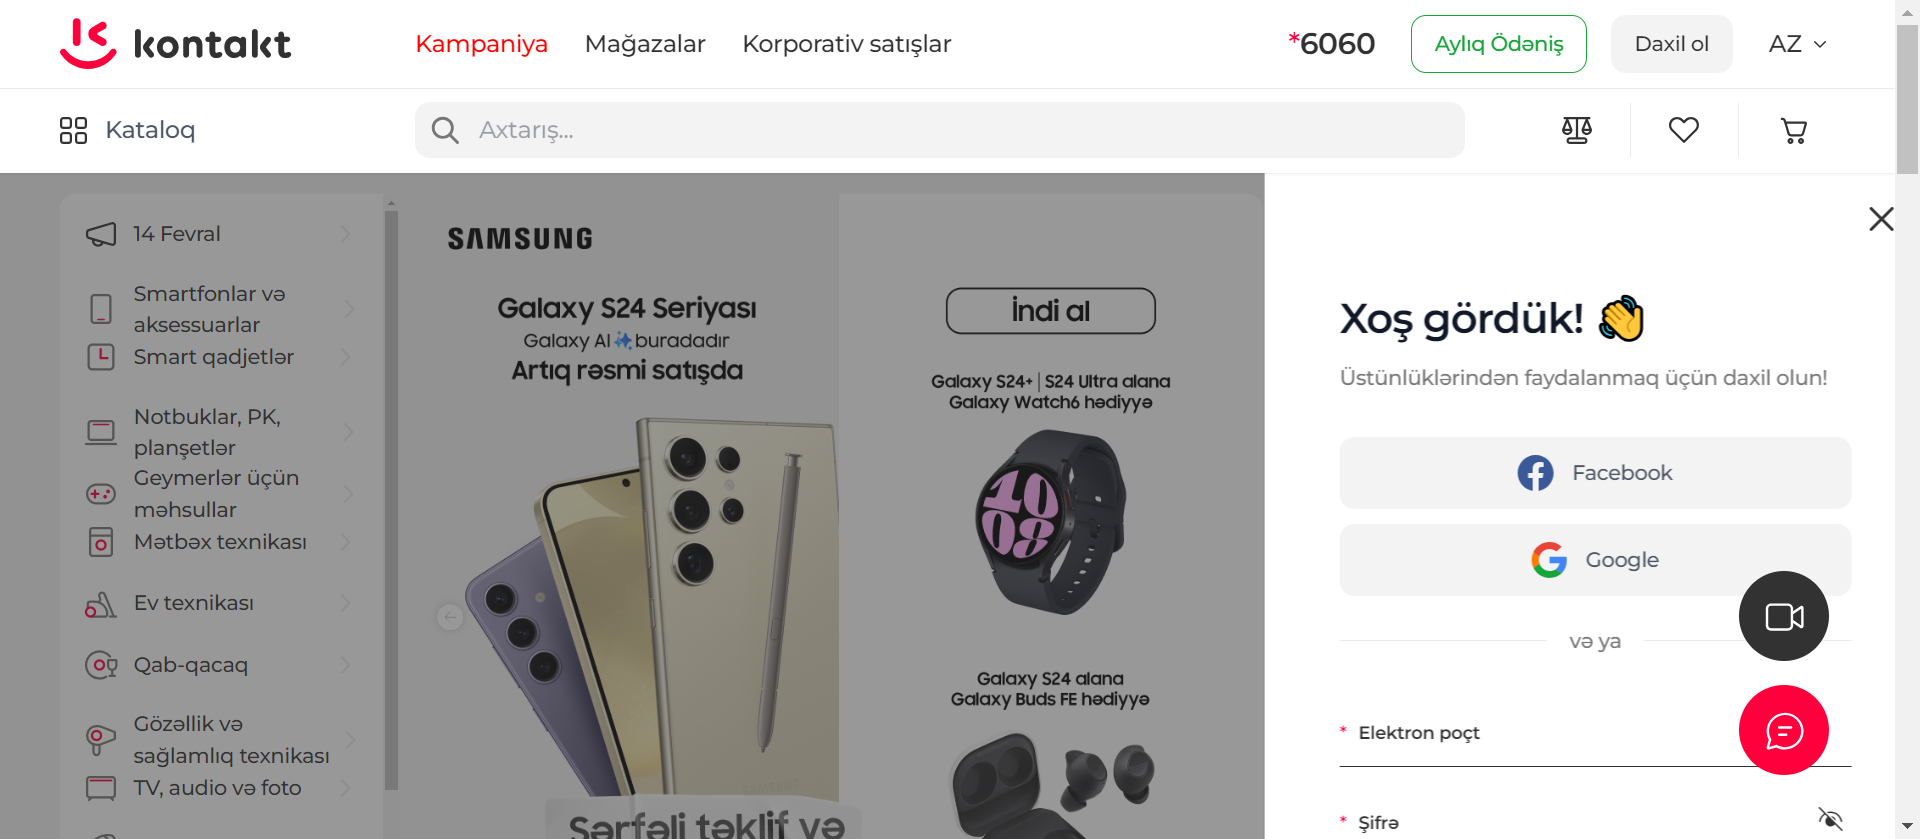 kontakt
Kampaniya
Mağazalar
Korporativ satışlar
*6060
Aylıq Ödəniş
Daxil ol
AZ
Kataloq
Axtarış...
14 Fevral
Smartfonlar və
aksessuarlar
Smart qadjetlər
Notbuklar, PK,
planşetlər
Geymerlər üçün
məhsullar
Mətbəx texnikası
Ev texnikası
Qab-qacaq
Gözəllik və
sağlamlıq texnikası
TV, audio və foto
SAMSUNG
Galaxy S24 Seriyası
Galaxy AI buradadır
Artıq rəsmi satışda
SAMSUNG
Sərfəli təklif və
İndi al
Galaxy S24+ | S24 Ultra alana
Galaxy Watch6 hədiyyə
10
08
Galaxy S24 alana
Galaxy Buds FE hədiyyə
Xoş gördük!
Üstünlüklərindən faydalanmaq üçün daxil olun!
Facebook
Google
və ya
* Elektron poçt
* Şifrə